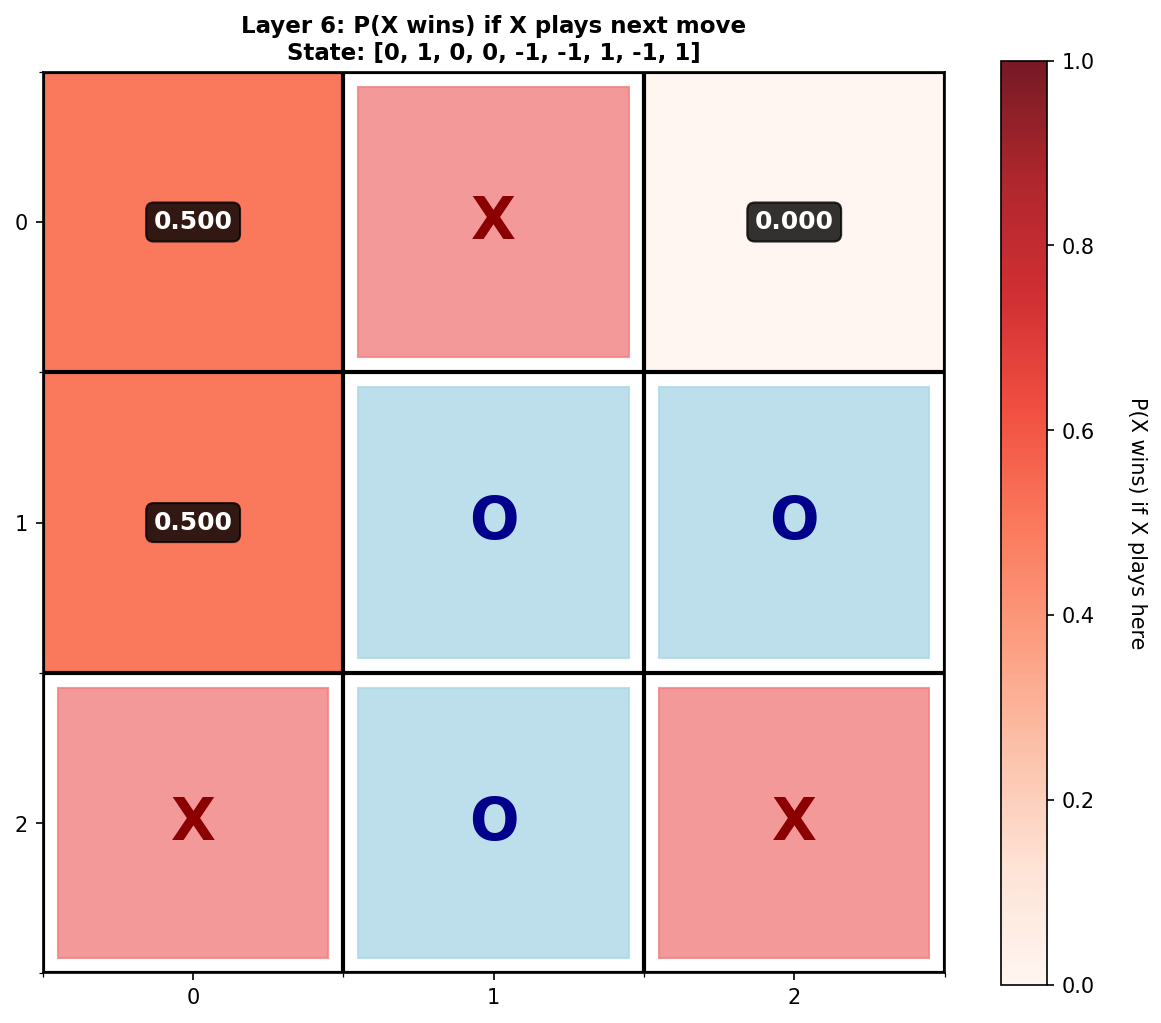 Layer 6: P(X wins) if X plays next move
State: [0, 1, 0, 0, -1, -1, 1, -1, 1]
0.500
X
0.000
0
0.500
O
O
1
X
O
X
2
0
1
2
1.0
0.8
0.6
0.4
0.2
0.0
P(X wins) if X plays here